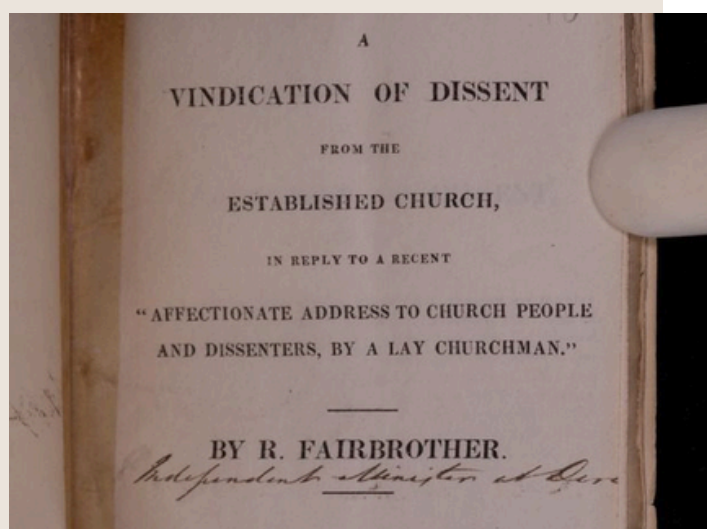 A
VINDICATION OF DISSENT
FROM THE
ESTABLISHED CHURCH,
IN REPLY TO A RECENT
“AFFECTIONATE ADDRESS TO CHURCH PEOPLE
AND DISSENTERS, BY A LAY CHURCHMAN.”
BY R. FAIRBROTHER.
Independent Minister at